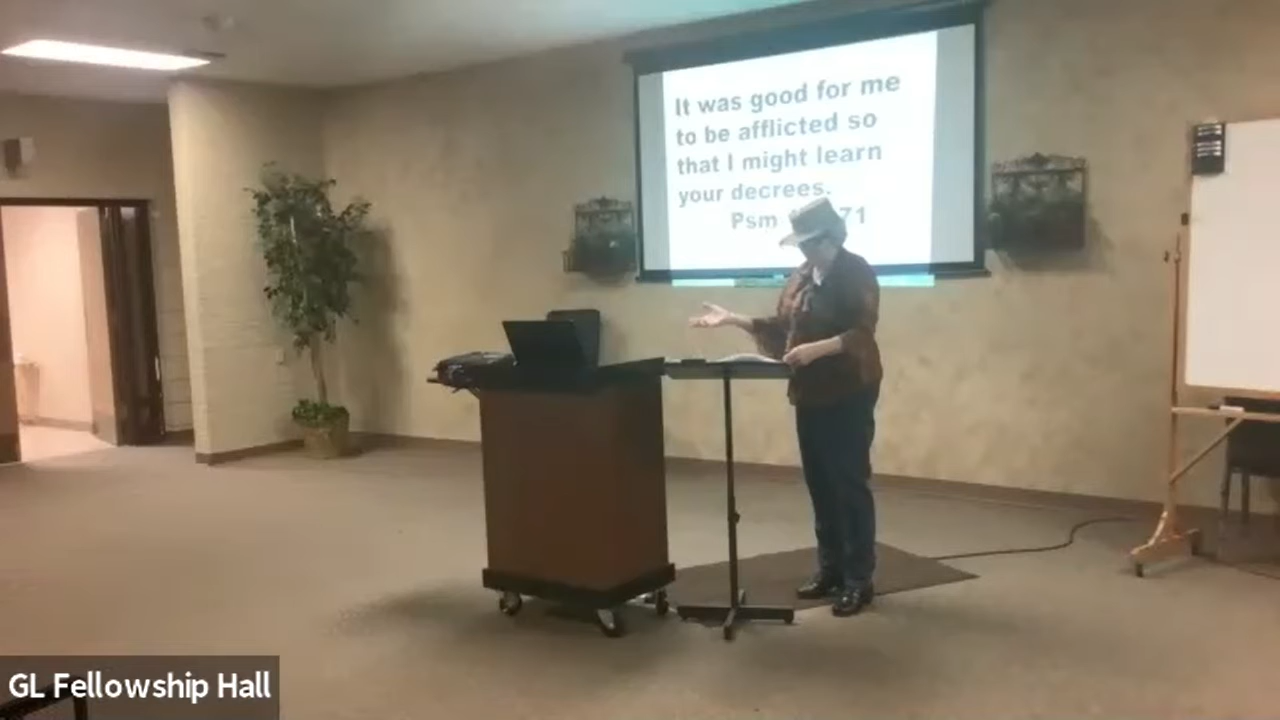 It was good for me
to be afflicted so
that I might learn
your decrees.
Psm 71
GL Fellowship Hall